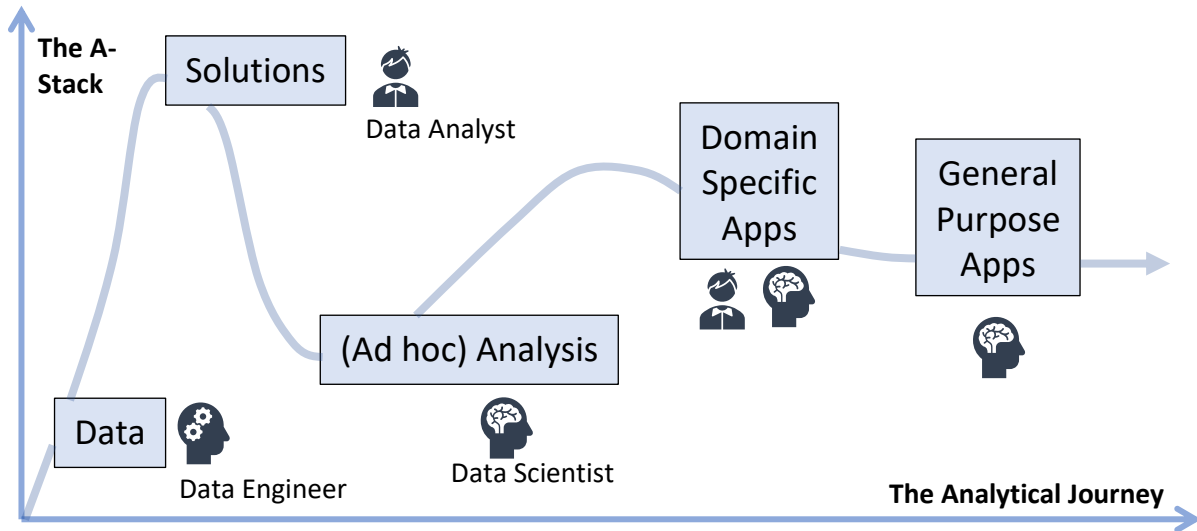 The A-
Stack
Solutions
Data Analyst
Domain
Specific
Apps
General
Purpose
Apps
(Ad hoc) Analysis
Data
Data Engineer
Data Scientist
The Analytical Journey